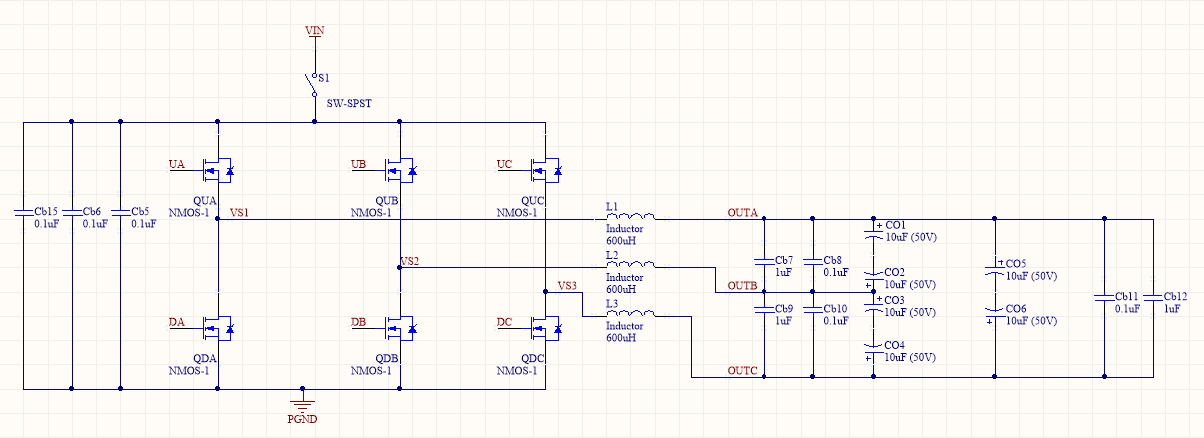 VIN
S1
SW-SPST
UA
UB
UC
QUA
NMOS-1
QUB
NMOS-1
QUC
NMOS-1
Cb15
0.1uF
Cb6
0.1uF
Cb5
0.1uF
VS1
VS2
VS3
L1
Inductor
600uH
L2
Inductor
600uH
L3
Inductor
600uH
OUTA
OUTB
OUTC
Cb7
1uF
Cb8
0.1uF
Cb9
1uF
Cb10
0.1uF
CO1
10uF (50V)
CO2
10uF (50V)
CO3
10uF (50V)
CO4
10uF (50V)
CO5
10uF (50V)
CO6
10uF (50V)
Cb11
0.1uF
Cb12
1uF
DA
DB
DC
QDA
NMOS-1
QDB
NMOS-1
QDC
NMOS-1
PGND